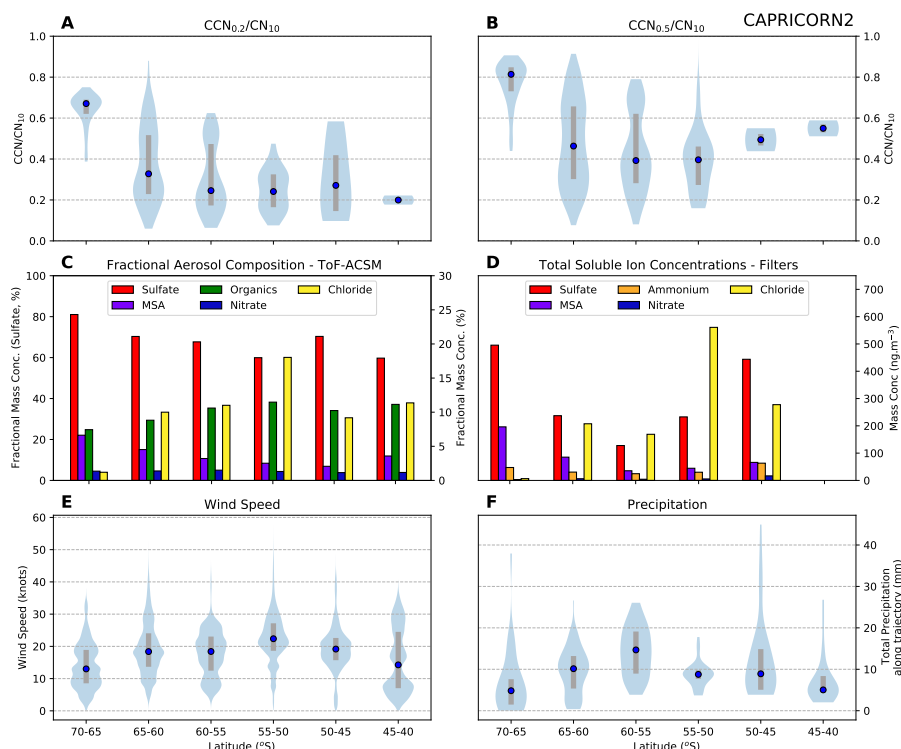 A
CCN0.2/CN10
B
CCN0.5/CN10
CAPRICORN2
1.0
0.8
0.6
0.4
0.2
0.0
CCN/CN10
1.0
0.8
0.6
0.4
0.2
0.0
CCN/CN10
C
Fractional Aerosol Composition - ToF-ACSM
Sulfate
MSA
Organics
Nitrate
Chloride
100
80
60
40
20
0
Fractional Mass Conc. (Sulfate, %)
30
25
20
15
10
5
0
Fractional Mass Conc. (%)
D
Total Soluble Ion Concentrations - Filters
Sulfate
MSA
Ammonium
Nitrate
Chloride
700
600
500
400
300
200
100
0
Mass Conc (ng.m−3)
E
Wind Speed
60
50
40
30
20
10
0
Wind Speed (knots)
70-65
65-60
60-55
55-50
50-45
45-40
Latitude (oS)
F
Precipitation
40
30
20
10
0
Total Precipitation
along trajectory (mm)
70-65
65-60
60-55
55-50
50-45
45-40
Latitude (oS)